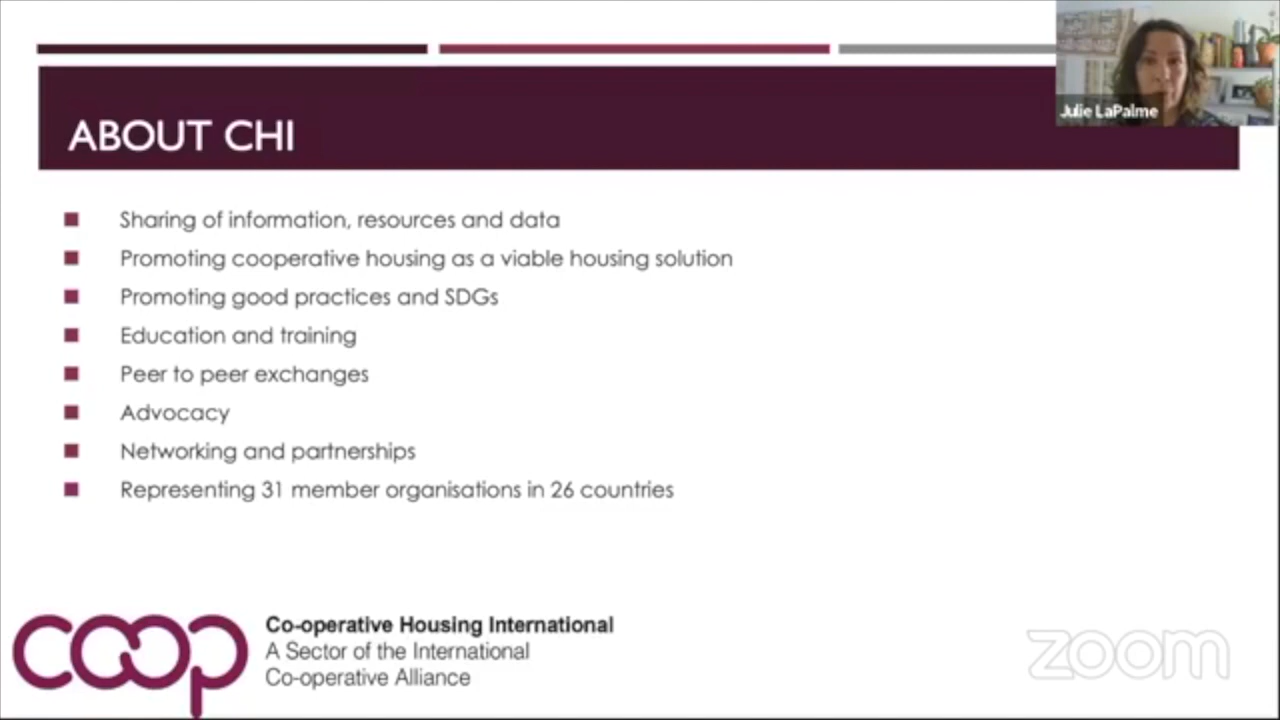 Julie LaPalme
ABOUT CHI
Sharing of information, resources and data
Promoting cooperative housing as a viable housing solution
Promoting good practices and SDGs
Education and training
Peer to peer exchanges
Advocacy
Networking and partnerships
Representing 31 member organisations in 26 countries
coop
Co-operative Housing International
A Sector of the International
Co-operative Alliance
zoom